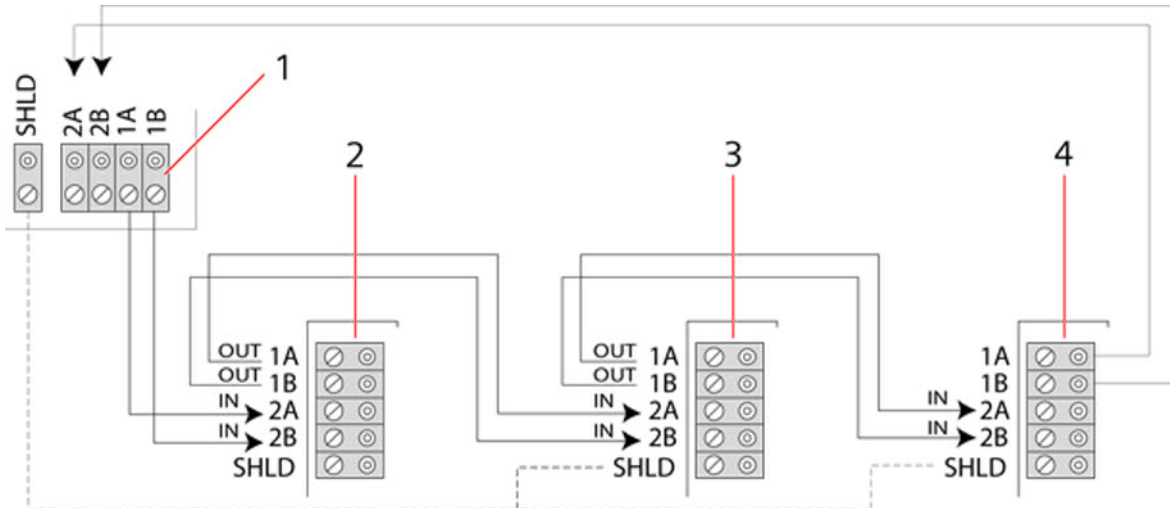 1
SHLD
2A
2B
1A
1B
2
3
4
OUT 1A
OUT 1B
IN 2A
IN 2B
SHLD
OUT 1A
OUT 1B
IN 2A
IN 2B
SHLD
1A
1B
IN 2A
IN 2B
SHLD